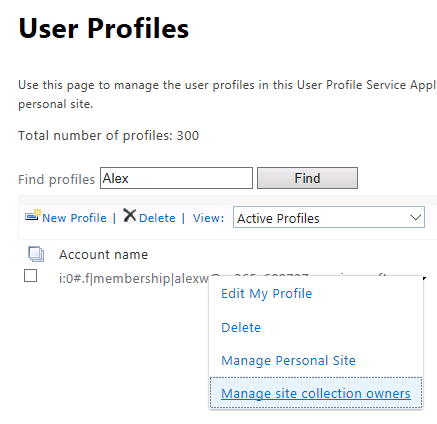 User Profiles
Use this page to manage the user profiles in this User Profile Service Appl
personal site.
Total number of profiles: 300
Find profiles Alex Find
New Profile | Delete | View: Active Profiles
Account name
i:0#.f|membership|alexw
Edit My Profile
Delete
Manage Personal Site
Manage site collection owners